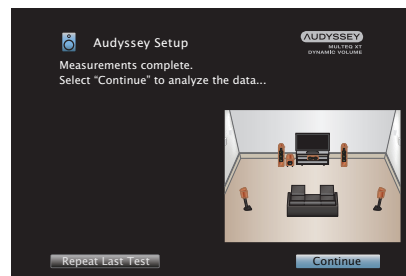 Audyssey Setup
AUDYSSEY
MULTEQ XT
DYNAMIC VOLUME
Measurements complete.
Select “Continue” to analyze the data...
Repeat Last Test
Continue